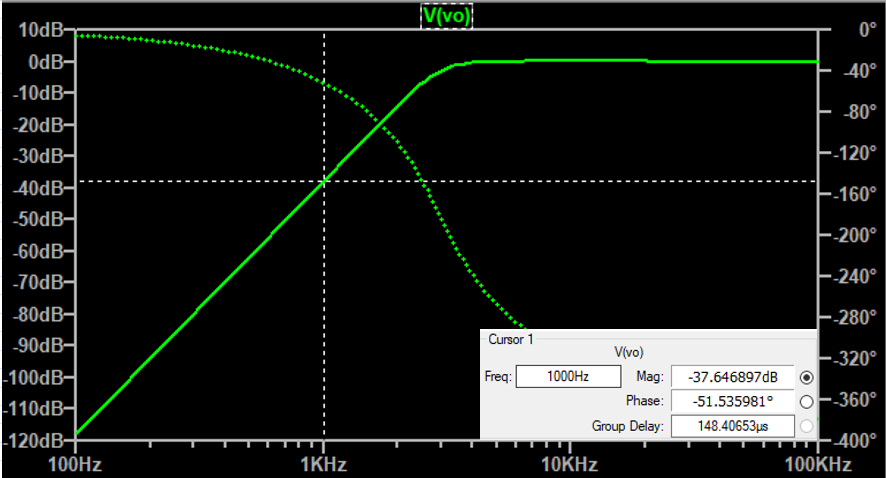 V(vo)
10dB 0°
0dB -40°
-10dB -80°
-20dB -120°
-30dB -160°
-40dB -200°
-50dB -240°
-60dB -280°
-70dB -320°
-80dB -360°
-90dB -400°
-100dB
-110dB
-120dB
100Hz 1KHz 10KHz 100KHz
Cursor 1
V(vo)
Freq: 1000Hz Mag: -37.646897dB
Phase: -51.535981°
Group Delay: 148.40653µs